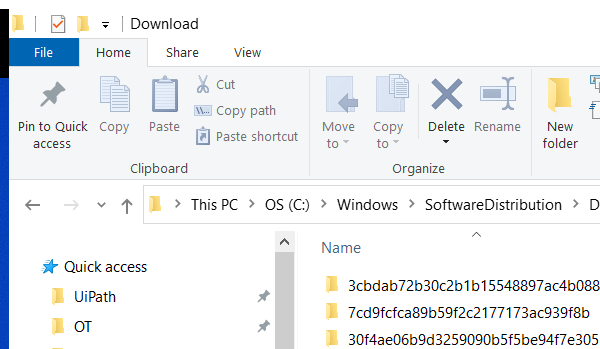 Download
File Home Share View
Pin to Quick access Copy Paste Cut Copy path Paste shortcut Move to Copy to Delete Rename New folder
Clipboard Organize
This PC OS (C:) Windows SoftwareDistribution D
Name
Quick access
3cbdab72b30c2b1b15548897ac4b088
UiPath
7cd9fcfca89b59f2c2177173ac939f8b
OT
30f4ae06b9d3259090b5f5be94f7e305